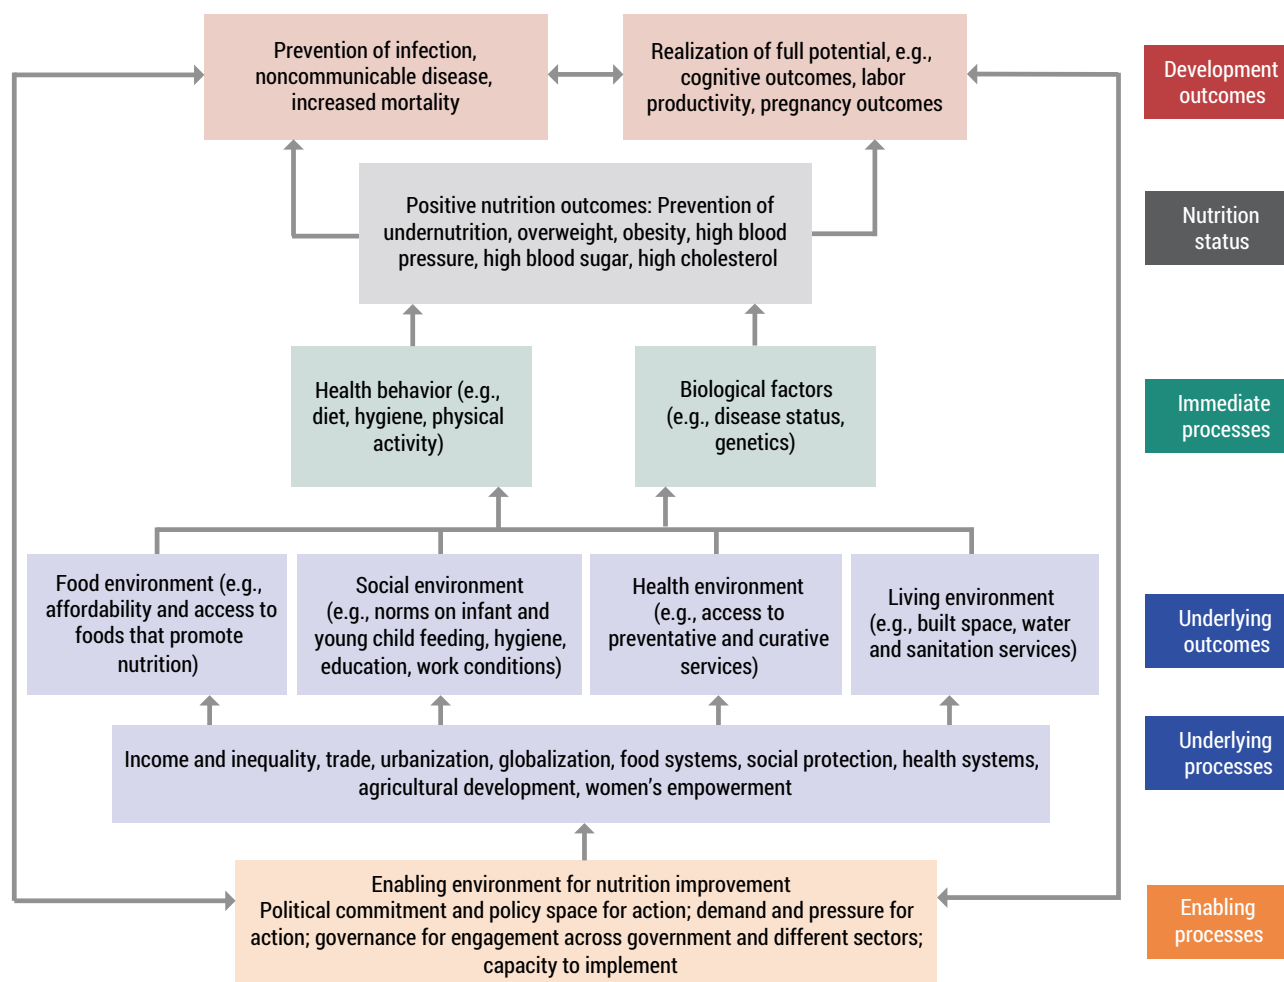 Prevention of infection,
noncommunicable disease,
increased mortality
Realization of full potential, e.g.,
cognitive outcomes, labor
productivity, pregnancy outcomes
Development
outcomes
Positive nutrition outcomes: Prevention of
undernutrition, overweight, obesity, high blood
pressure, high blood sugar, high cholesterol
Nutrition
status
Health behavior (e.g.,
diet, hygiene, physical
activity)
Biological factors
(e.g., disease status,
genetics)
Immediate
processes
Food environment (e.g.,
affordability and access to
foods that promote
nutrition)
Social environment
(e.g., norms on infant and
young child feeding, hygiene,
education, work conditions)
Health environment
(e.g., access to
preventative and curative
services)
Living environment
(e.g., built space, water
and sanitation services)
Underlying
outcomes
Income and inequality, trade, urbanization, globalization, food systems, social protection, health systems,
agricultural development, women’s empowerment
Underlying
processes
Enabling environment for nutrition improvement
Political commitment and policy space for action; demand and pressure for
action; governance for engagement across government and different sectors;
capacity to implement
Enabling
processes